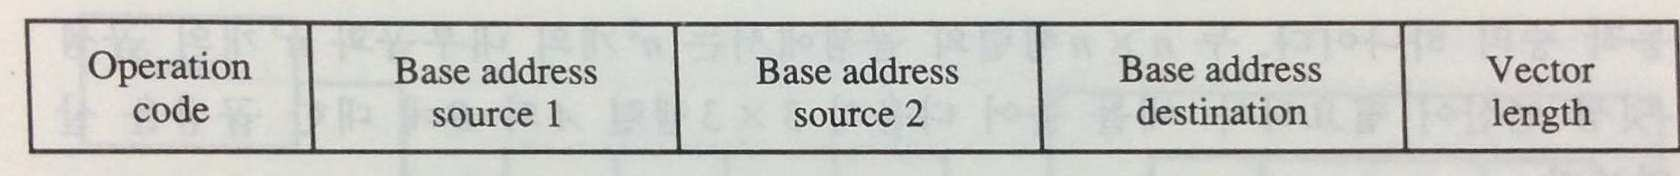 Operation code
Base address source 1
Base address source 2
Base address destination
Vector length